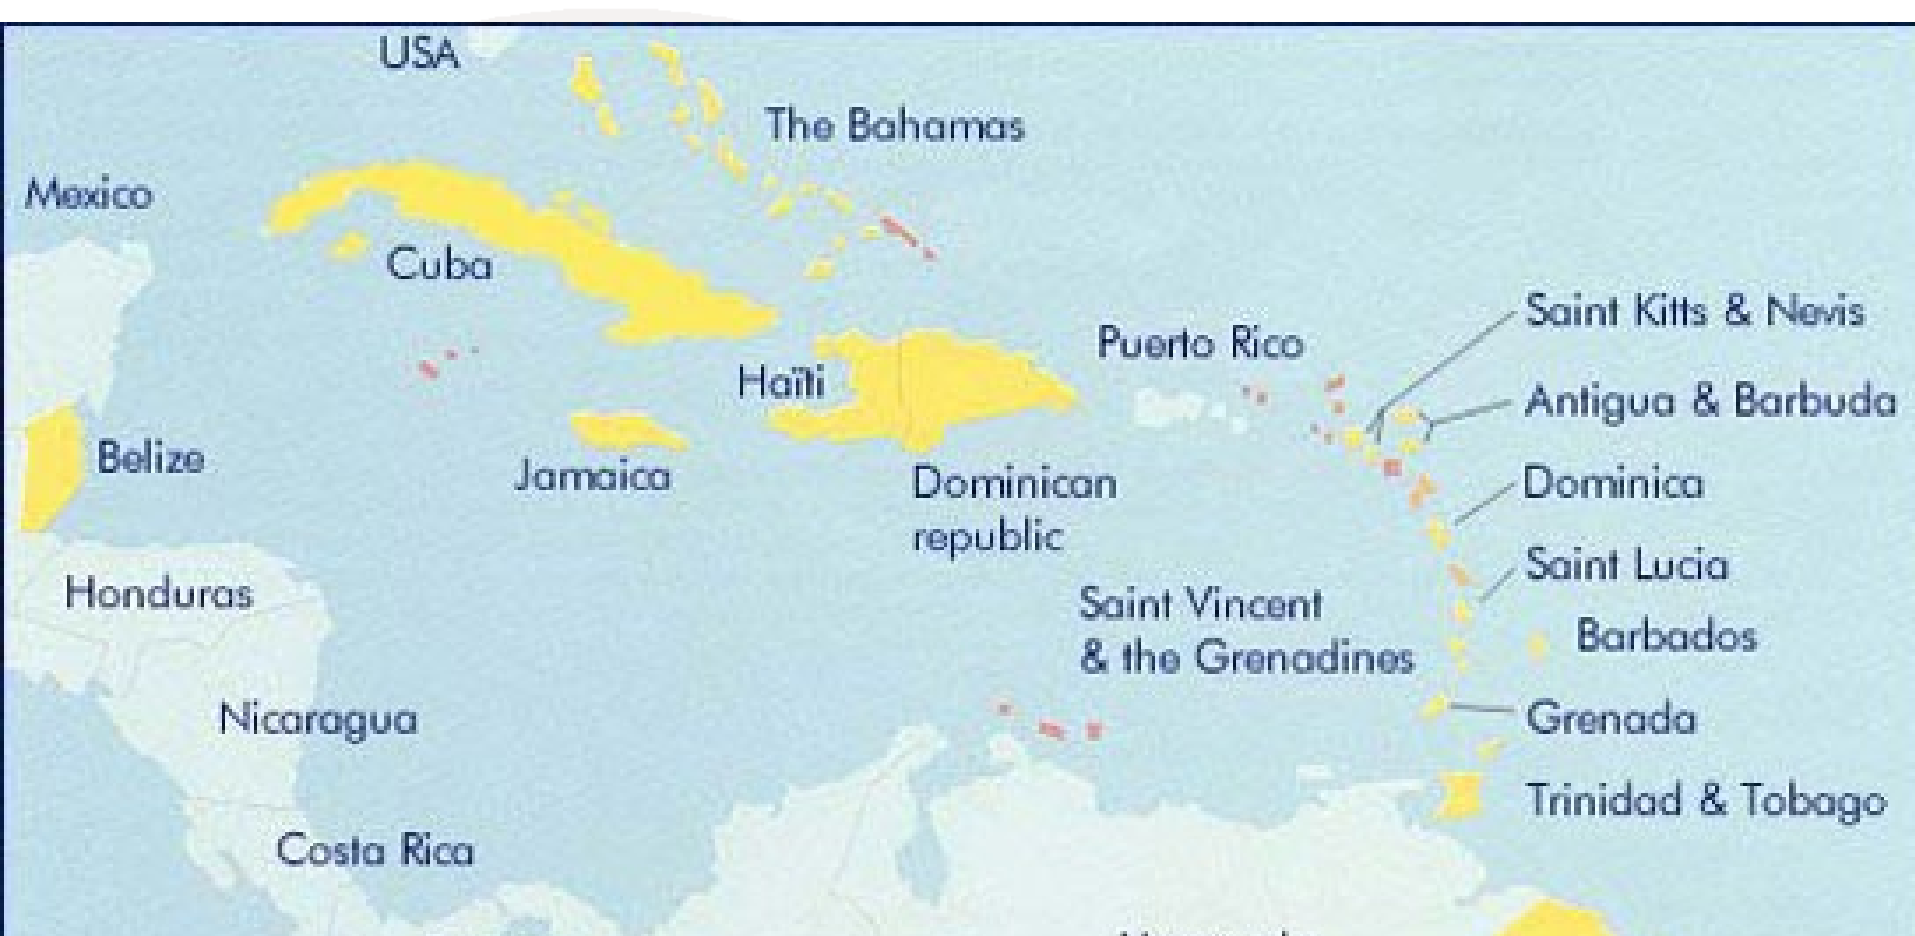 USA
The Bahamas
Mexico
Cuba
Saint Kitts & Nevis
Puerto Rico
Haïti
Antigua & Barbuda
Belize
Jamaica
Dominican
republic
Dominica
Honduras
Saint Lucia
Saint Vincent
& the Grenadines
Barbados
Nicaragua
Grenada
Trinidad & Tobago
Costa Rica